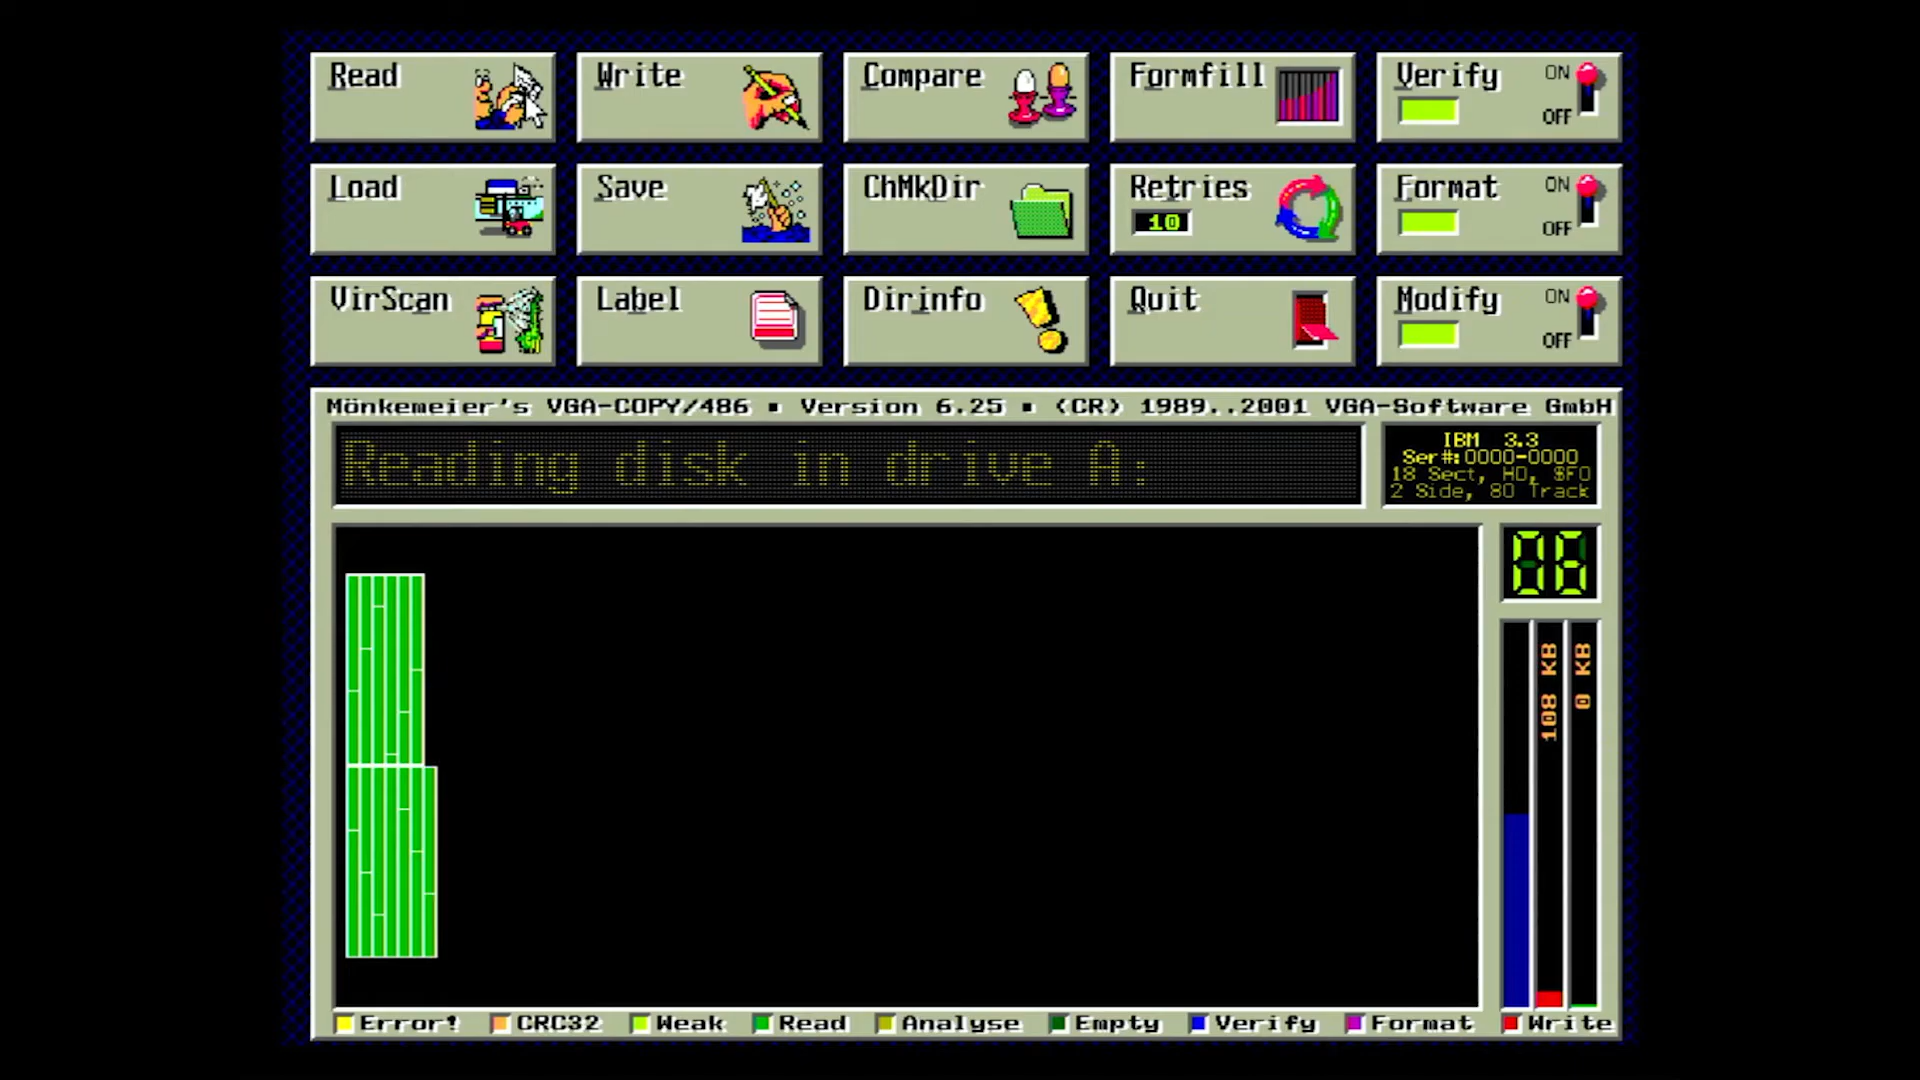 Read Write Compare Formfill Verify ON OFF
Load Save ChMkDir Retries 10 Format ON OFF
VirScan Label Dirinfo Quit Modify ON OFF
Mönkemeier's VGA-COPY/486 ▪ Version 6.25 ▪ (CR) 1989..2001 VGA-Software GmbH
Reading disk in drive A:
IBM 3.3
Ser#:0000-0000
18 Sect, HD, $F0
2 Side, 80 Track
06
108 KB
0 KB
Error! CRC32 Weak Read Analyse Empty Verify Format Write